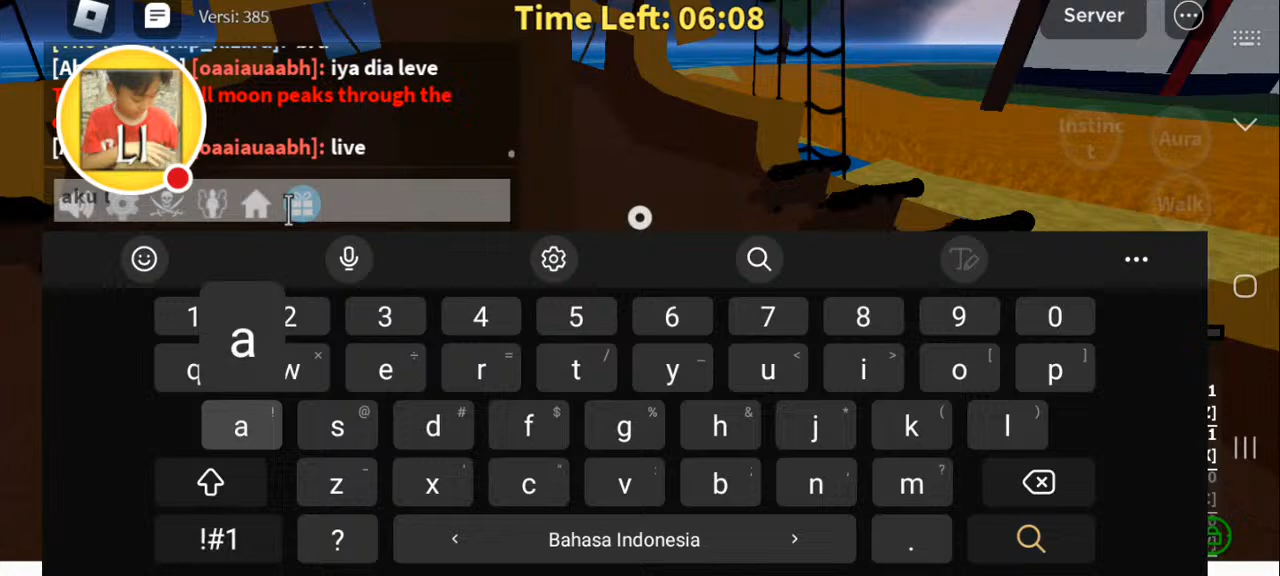 Versi: 385
Time Left: 06:08
Server
[oaaiauaabh]: iya dia leve
ll moon peaks through the
[oaaiauaabh]: live
LI
Instinct
Aura
Walk
aku
a
1 2 3 4 5 6 7 8 9 0
q w × e ÷ r = t / y _ u < i > o [ p ]
a ! s @ d # f $ g % h & j * k ( l )
z - x ' c " v : b ; n , m ?
!#1 ? < Bahasa Indonesia > .